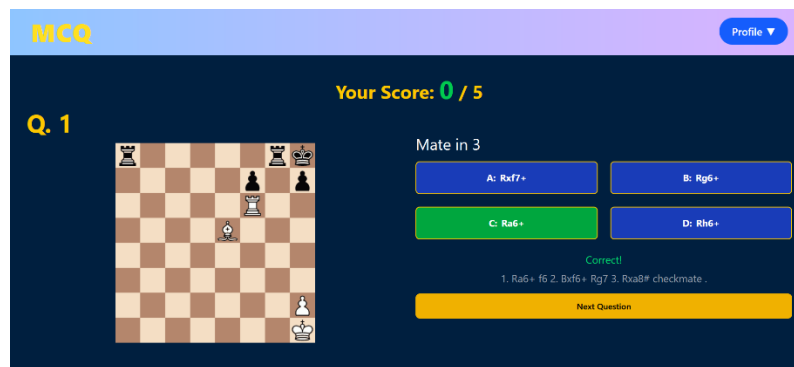 MCQ
Profile ▼
Your Score: 0 / 5
Q. 1
Mate in 3
A: Rxf7+
B: Rg6+
C: Ra6+
D: Rh6+
Correct!
1. Ra6+ f6 2. Bxf6+ Rg7 3. Rxa8# checkmate .
Next Question